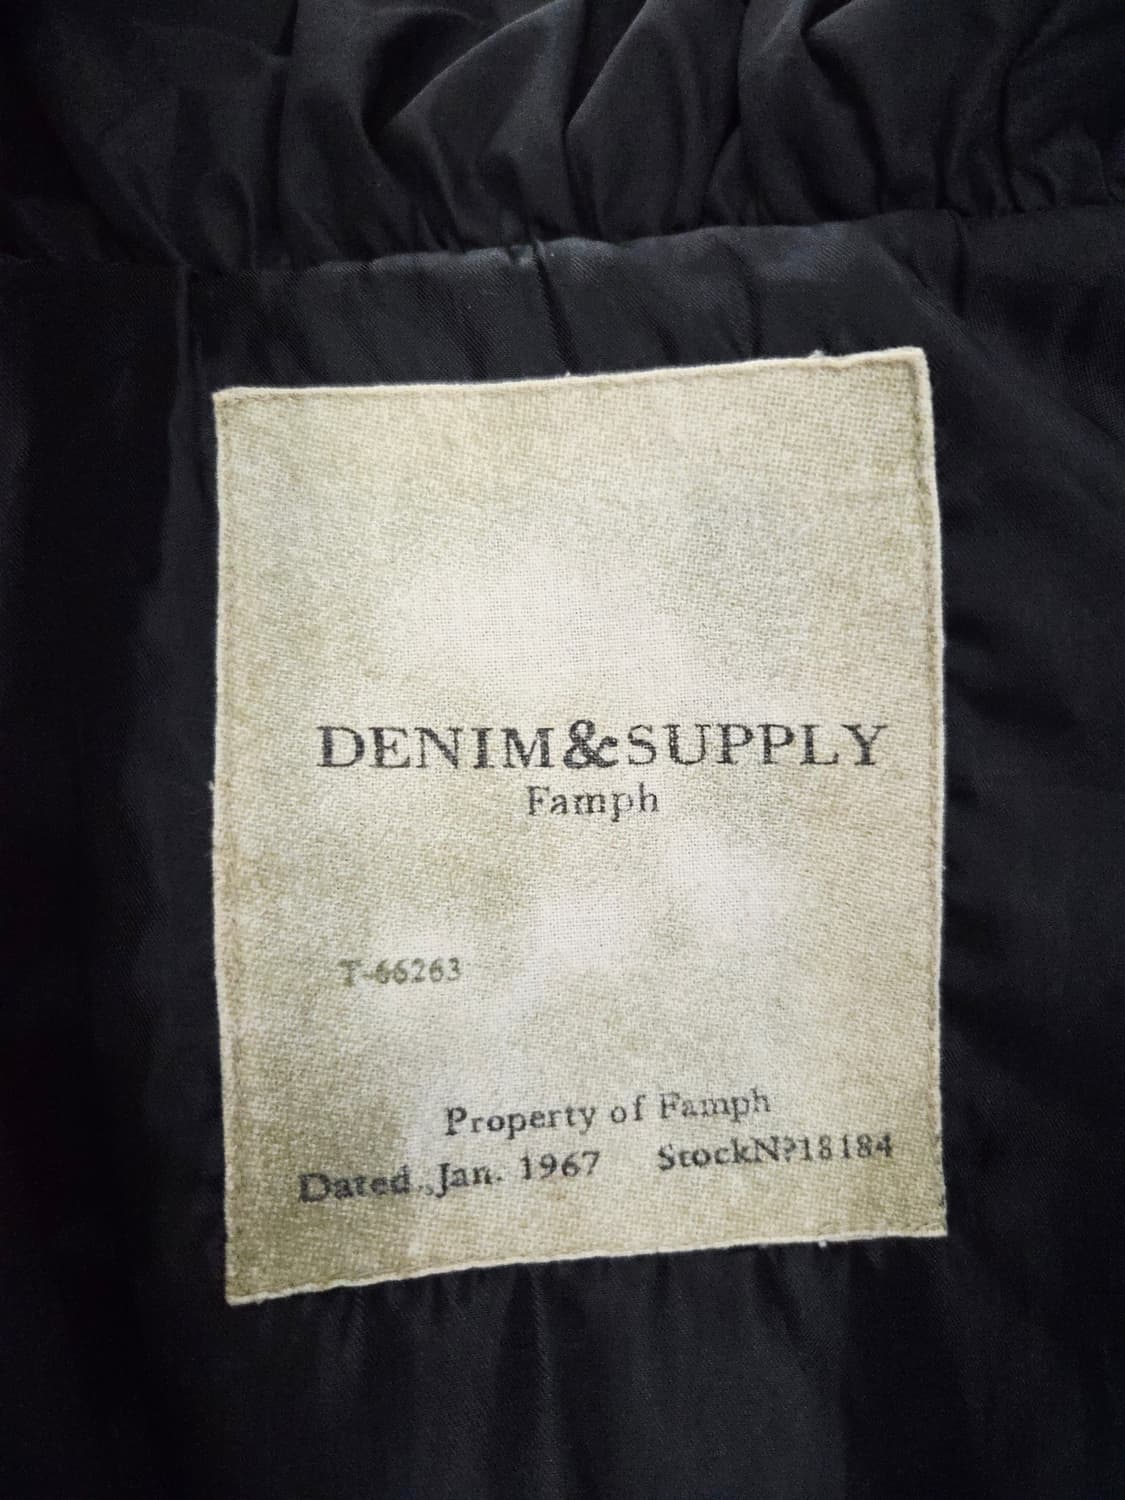 DENIM&SUPPLY
Famph
T-66263
Property of Famph
Dated.,Jan. 1967 StockN?18184